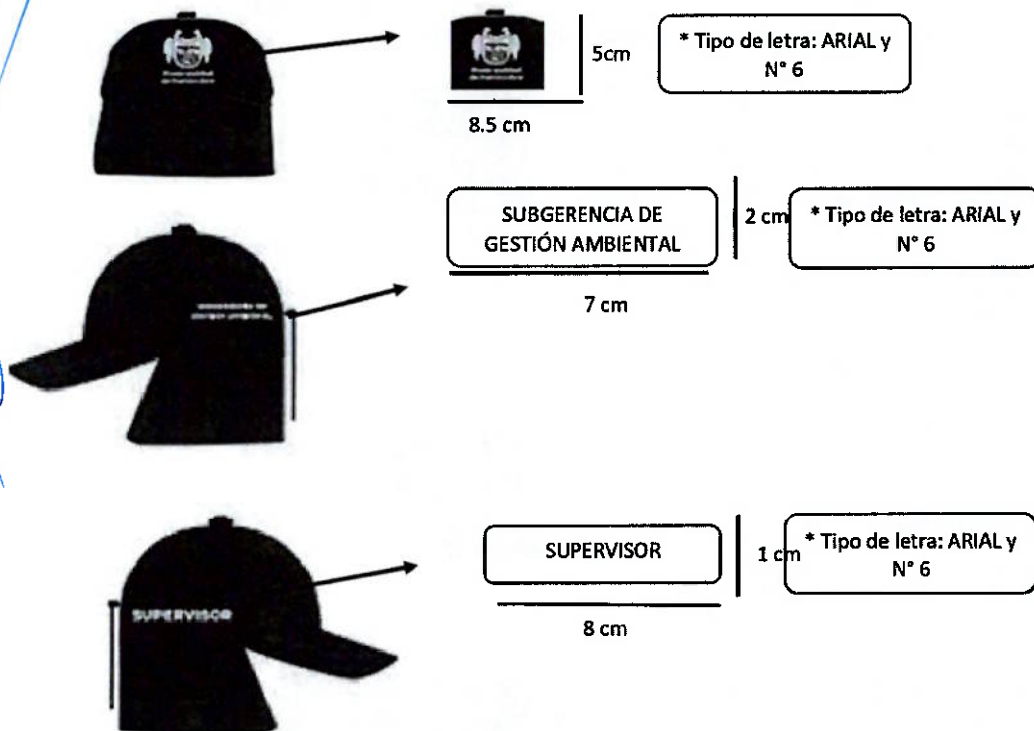 5cm
* Tipo de letra: ARIAL y
N° 6
8.5 cm
SUBGERENCIA DE
GESTIÓN AMBIENTAL
2 cm
* Tipo de letra: ARIAL y
N° 6
7 cm
SUPERVISOR
1 cm
* Tipo de letra: ARIAL y
N° 6
SUPERVISOR
8 cm